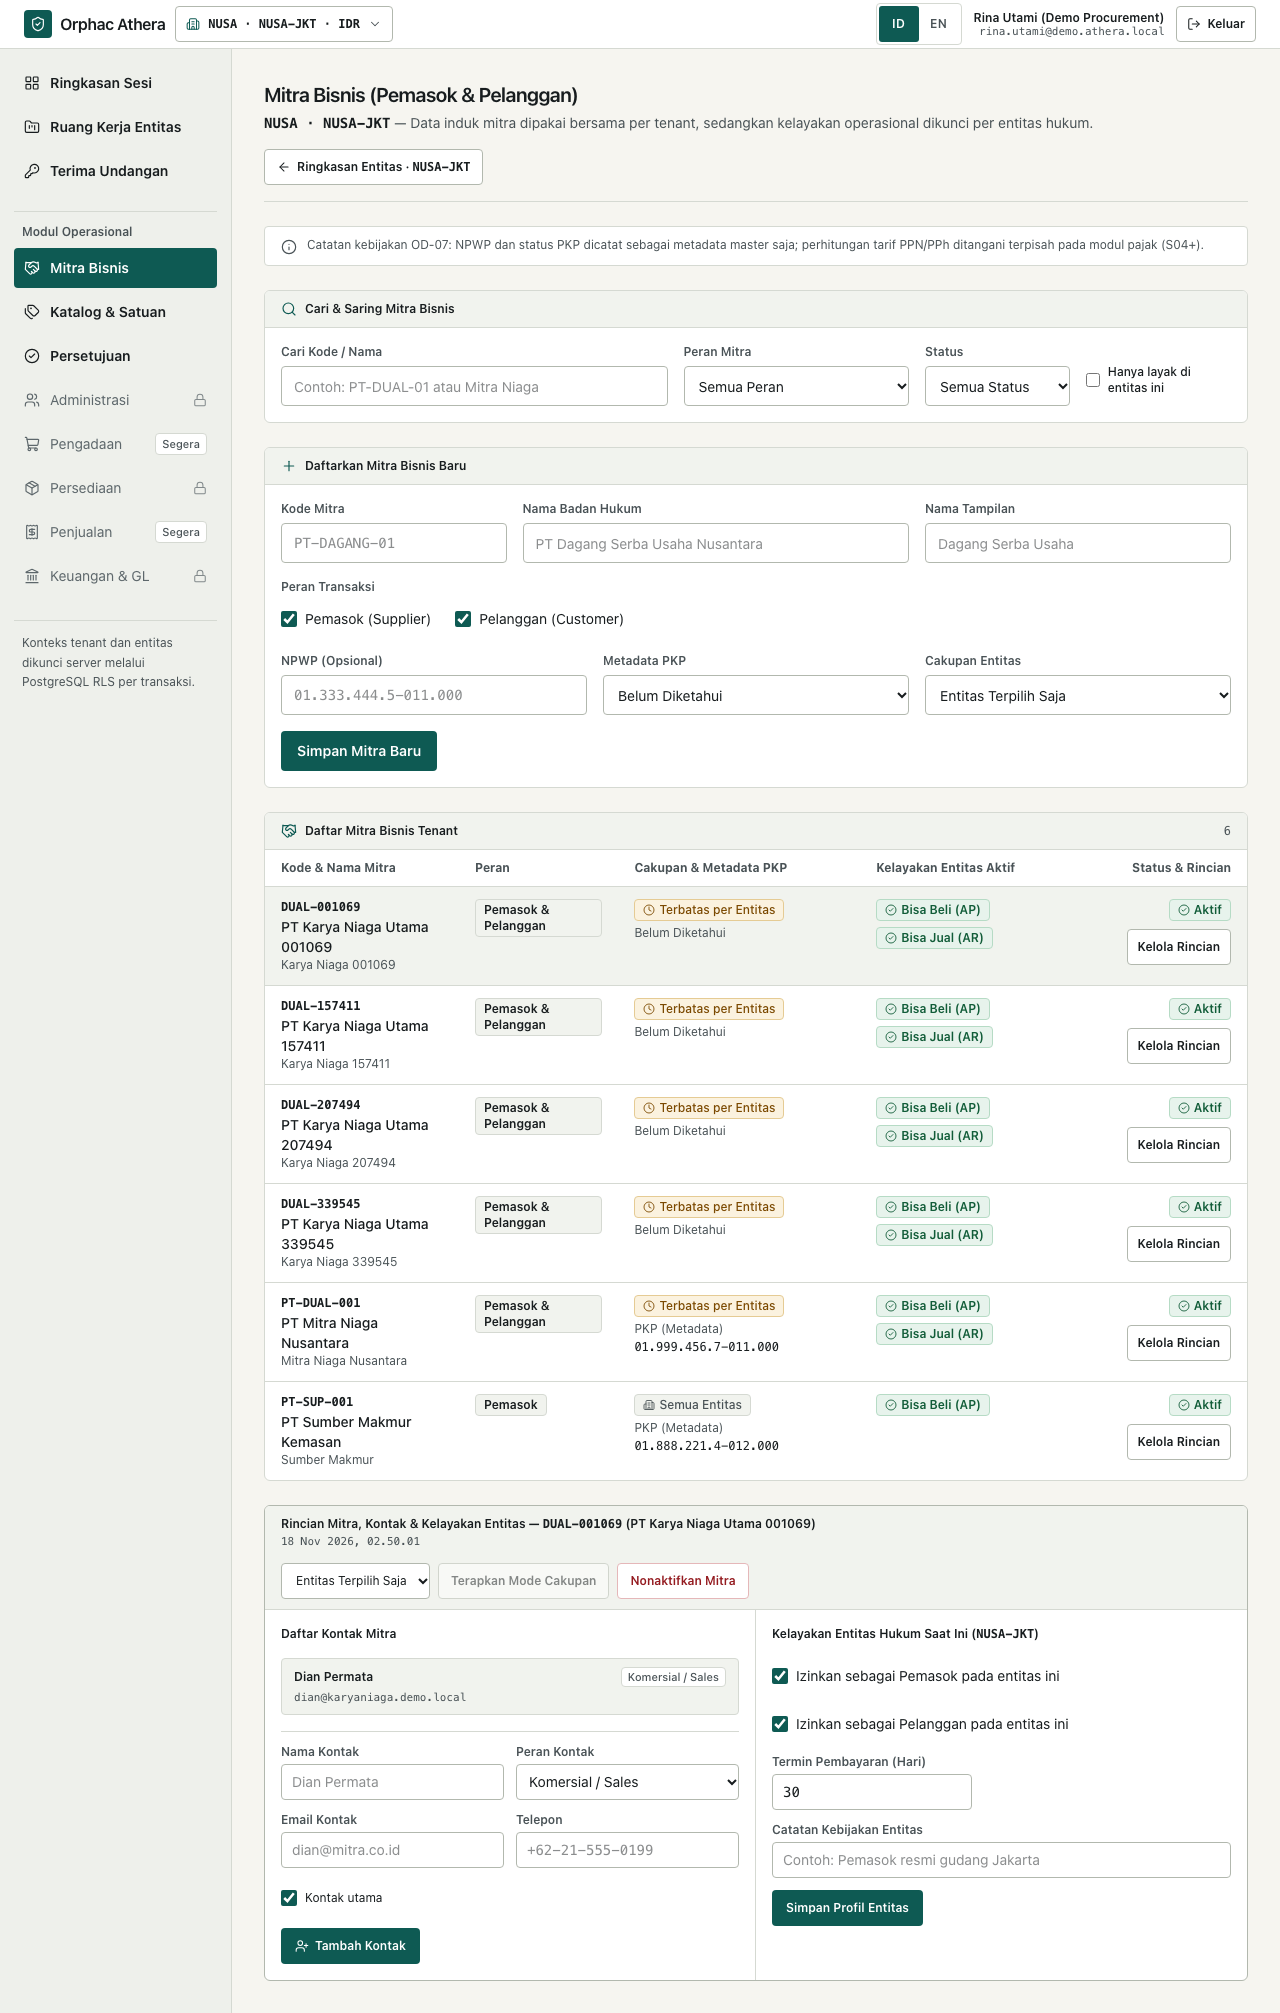 Orphac Athera
NUSA · NUSA-JKT · IDR
ID
EN
Rina Utami (Demo Procurement)
rina.utami@demo.athera.local
Keluar
Ringkasan Sesi
Ruang Kerja Entitas
Terima Undangan
Modul Operasional
Mitra Bisnis
Katalog & Satuan
Persetujuan
Administrasi
Pengadaan
Segera
Persediaan
Penjualan
Segera
Keuangan & GL
Konteks tenant dan entitas
dikunci server melalui
PostgreSQL RLS per transaksi.
Mitra Bisnis (Pemasok & Pelanggan)
NUSA · NUSA-JKT — Data induk mitra dipakai bersama per tenant, sedangkan kelayakan operasional dikunci per entitas hukum.
Ringkasan Entitas · NUSA-JKT
Catatan kebijakan OD-07: NPWP dan status PKP dicatat sebagai metadata master saja; perhitungan tarif PPN/PPh ditangani terpisah pada modul pajak (S04+).
Cari & Saring Mitra Bisnis
Cari Kode / Nama
Peran Mitra
Status
Contoh: PT-DUAL-01 atau Mitra Niaga
Semua Peran
Semua Status
Hanya layak di
entitas ini
Daftarkan Mitra Bisnis Baru
Kode Mitra
Nama Badan Hukum
Nama Tampilan
PT-DAGANG-01
PT Dagang Serba Usaha Nusantara
Dagang Serba Usaha
Peran Transaksi
Pemasok (Supplier)
Pelanggan (Customer)
NPWP (Opsional)
Metadata PKP
Cakupan Entitas
01.333.444.5-011.000
Belum Diketahui
Entitas Terpilih Saja
Simpan Mitra Baru
Daftar Mitra Bisnis Tenant
6
Kode & Nama Mitra
Peran
Cakupan & Metadata PKP
Kelayakan Entitas Aktif
Status & Rincian
DUAL-001069
PT Karya Niaga Utama
001069
Karya Niaga 001069
Pemasok &
Pelanggan
Terbatas per Entitas
Belum Diketahui
Bisa Beli (AP)
Bisa Jual (AR)
Aktif
Kelola Rincian
DUAL-157411
PT Karya Niaga Utama
157411
Karya Niaga 157411
Pemasok &
Pelanggan
Terbatas per Entitas
Belum Diketahui
Bisa Beli (AP)
Bisa Jual (AR)
Aktif
Kelola Rincian
DUAL-207494
PT Karya Niaga Utama
207494
Karya Niaga 207494
Pemasok &
Pelanggan
Terbatas per Entitas
Belum Diketahui
Bisa Beli (AP)
Bisa Jual (AR)
Aktif
Kelola Rincian
DUAL-339545
PT Karya Niaga Utama
339545
Karya Niaga 339545
Pemasok &
Pelanggan
Terbatas per Entitas
Belum Diketahui
Bisa Beli (AP)
Bisa Jual (AR)
Aktif
Kelola Rincian
PT-DUAL-001
PT Mitra Niaga
Nusantara
Mitra Niaga Nusantara
Pemasok &
Pelanggan
Terbatas per Entitas
PKP (Metadata)
01.999.456.7-011.000
Bisa Beli (AP)
Bisa Jual (AR)
Aktif
Kelola Rincian
PT-SUP-001
PT Sumber Makmur
Kemasan
Sumber Makmur
Pemasok
Semua Entitas
PKP (Metadata)
01.888.221.4-012.000
Bisa Beli (AP)
Aktif
Kelola Rincian
Rincian Mitra, Kontak & Kelayakan Entitas — DUAL-001069 (PT Karya Niaga Utama 001069)
18 Nov 2026, 02.50.01
Entitas Terpilih Saja
Terapkan Mode Cakupan
Nonaktifkan Mitra
Daftar Kontak Mitra
Dian Permata
Komersial / Sales
dian@karyaniaga.demo.local
Nama Kontak
Peran Kontak
Dian Permata
Komersial / Sales
Email Kontak
Telepon
dian@mitra.co.id
+62-21-555-0199
Kontak utama
Tambah Kontak
Kelayakan Entitas Hukum Saat Ini (NUSA-JKT)
Izinkan sebagai Pemasok pada entitas ini
Izinkan sebagai Pelanggan pada entitas ini
Termin Pembayaran (Hari)
30
Catatan Kebijakan Entitas
Contoh: Pemasok resmi gudang Jakarta
Simpan Profil Entitas